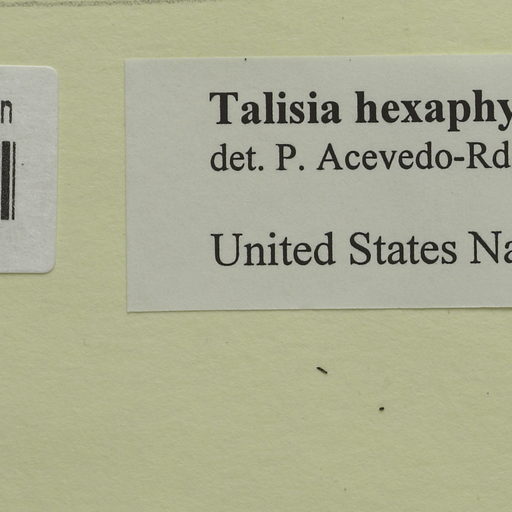 n
Talisia hexaphy
det. P. Acevedo-Rd
United States Na